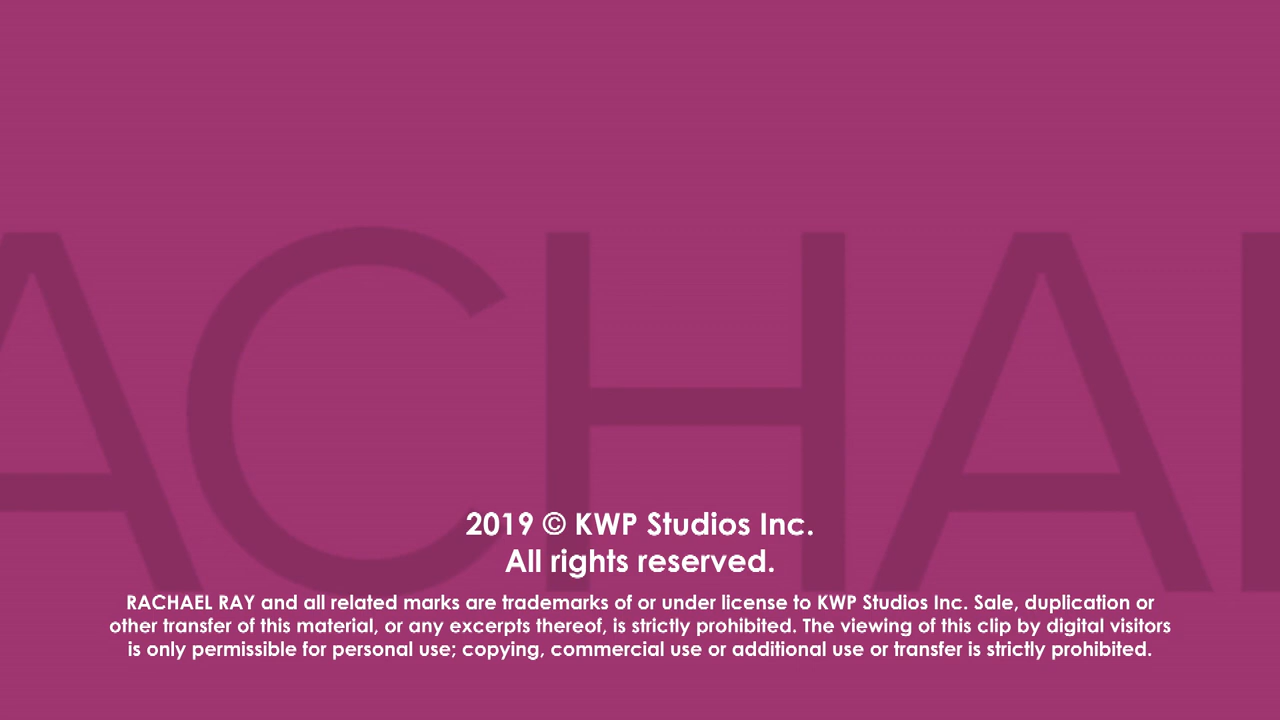 ACHAE
2019 © KWP Studios Inc.
All rights reserved.
RACHAEL RAY and all related marks are trademarks of or under license to KWP Studios Inc. Sale, duplication or
other transfer of this material, or any excerpts thereof, is strictly prohibited. The viewing of this clip by digital visitors
is only permissible for personal use; copying, commercial use or additional use or transfer is strictly prohibited.